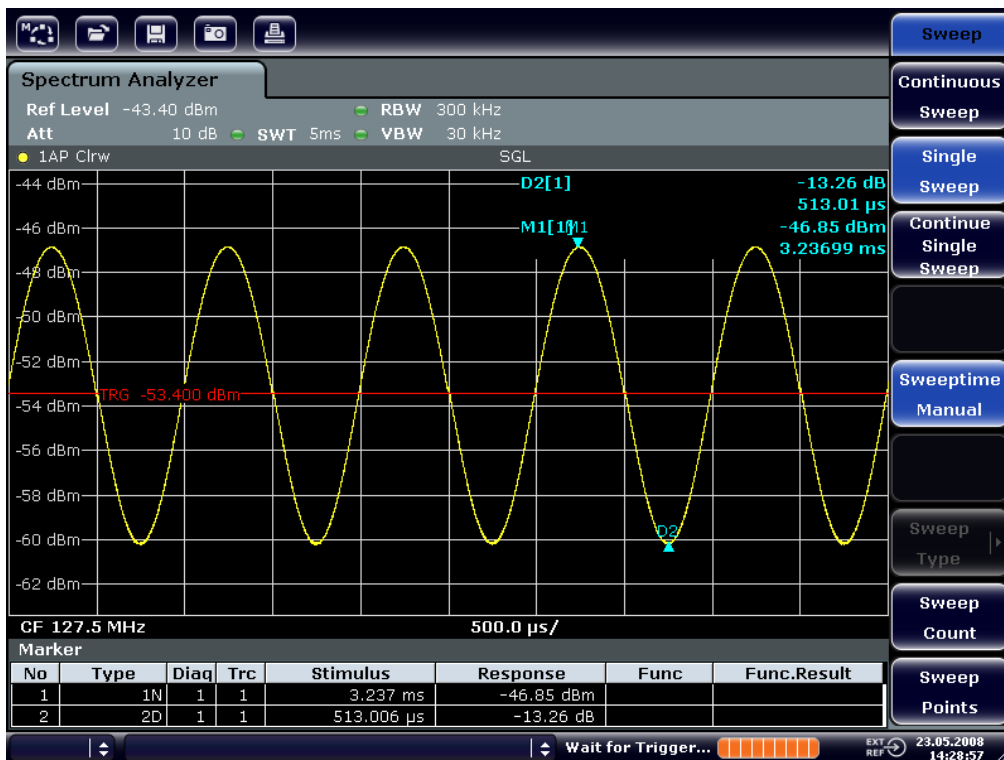 M
Sweep
Spectrum Analyzer
Ref Level -43.40 dBm RBW 300 kHz
Att 10 dB SWT 5ms VBW 30 kHz
1AP Clrw SGL
-44 dBm D2[1] -13.26 dB
513.01 µs
-46 dBm M1[1] M1 -46.85 dBm
3.23699 ms
-48 dBm
-50 dBm
-52 dBm
TRG -53.400 dBm
-54 dBm
-56 dBm
-58 dBm
-60 dBm D2
-62 dBm
CF 127.5 MHz 500.0 µs/
Marker
No Type Diag Trc Stimulus Response Func Func.Result
1 1N 1 1 3.237 ms -46.85 dBm
2 2D 1 1 513.006 µs -13.26 dB
Wait for Trigger... EXT REF 23.05.2008
14:28:57
Continuous
Sweep
Single
Sweep
Continue
Single
Sweep
Sweeptime
Manual
Sweep
Type
Sweep
Count
Sweep
Points